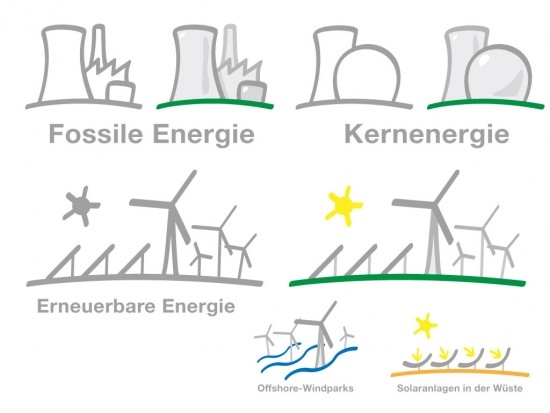 Fossile Energie
Kernenergie
Erneuerbare Energie
Offshore-Windparks
Solaranlagen in der Wüste